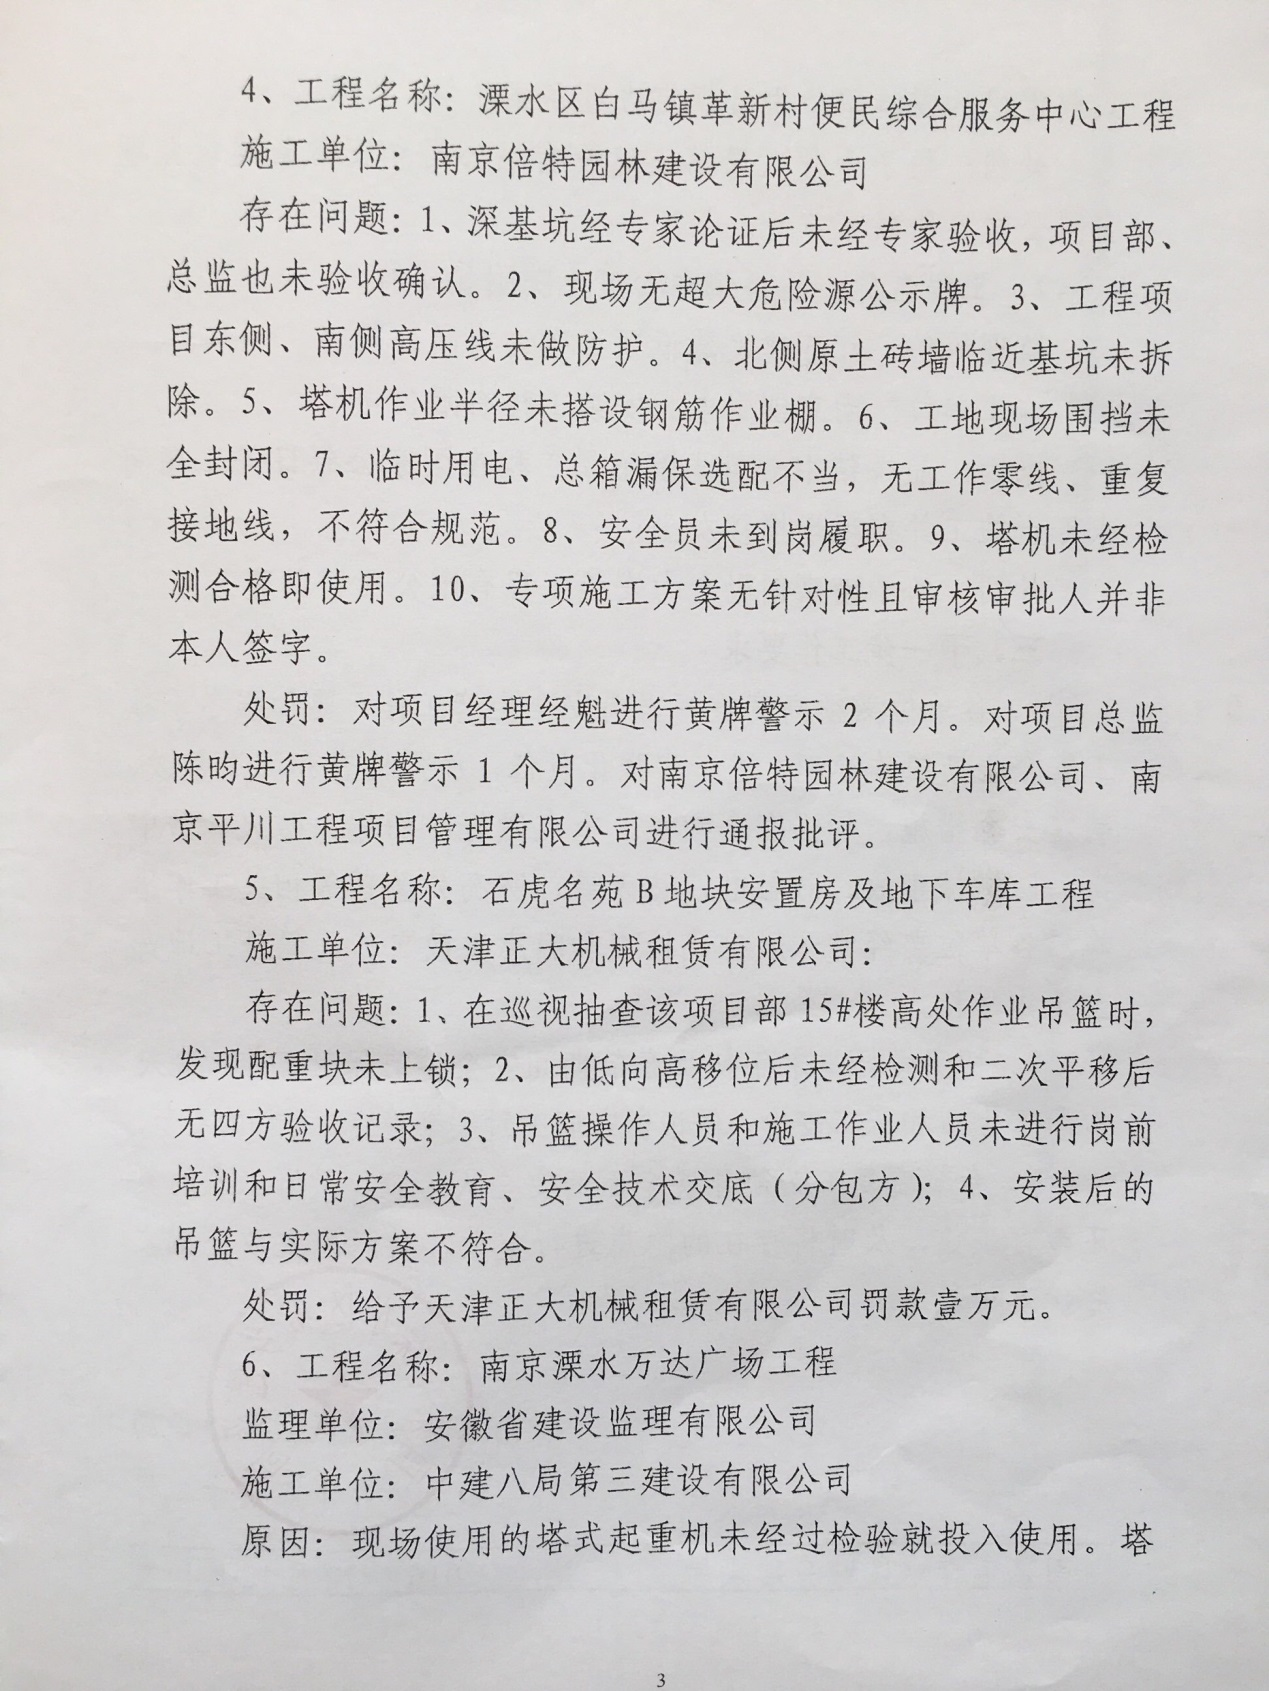 4、工程名称：溧水区白马镇革新村便民综合服务中心工程
施工单位：南京倍特园林建设有限公司
存在问题：1、深基坑经专家论证后未经专家验收，项目部、
总监也未验收确认。2、现场无超大危险源公示牌。3、工程项
目东侧、南侧高压线未做防护。4、北侧原土砖墙临近基坑未拆
除。5、塔机作业半径未搭设钢筋作业棚。6、工地现场围挡未
全封闭。7、临时用电、总箱漏保选配不当，无工作零线、重复
接地线，不符合规范。8、安全员未到岗履职。9、塔机未经检
测合格即使用。10、专项施工方案无针对性且审核审批人并非
本人签字。
处罚：对项目经理经魁进行黄牌警示 2 个月。对项目总监
陈昀进行黄牌警示 1 个月。对南京倍特园林建设有限公司、南
京平川工程项目管理有限公司进行通报批评。
5、工程名称：石虎名苑 B 地块安置房及地下车库工程
施工单位：天津正大机械租赁有限公司：
存在问题：1、在巡视抽查该项目部 15#楼高处作业吊篮时，
发现配重块未上锁；2、由低向高移位后未经检测和二次平移后
无四方验收记录；3、吊篮操作人员和施工作业人员未进行岗前
培训和日常安全教育、安全技术交底（分包方）；4、安装后的
吊篮与实际方案不符合。
处罚：给予天津正大机械租赁有限公司罚款壹万元。
6、工程名称：南京溧水万达广场工程
监理单位：安徽省建设监理有限公司
施工单位：中建八局第三建设有限公司
原因：现场使用的塔式起重机未经过检验就投入使用。塔
3